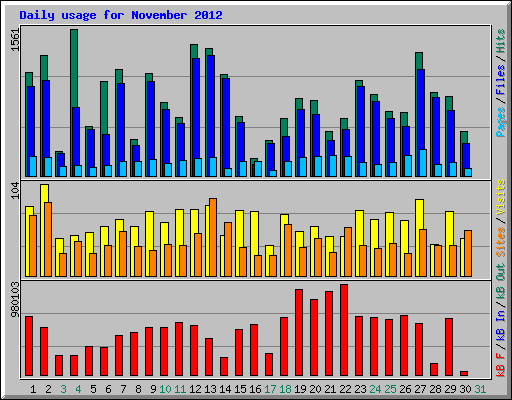 Daily usage for November 2012
1561
Pages / Files / Hits
104
Sites / Visits
980103
kB F / kB In / kB Out
1 2 3 4 5 6 7 8 9 10 11 12 13 14 15 16 17 18 19 20 21 22 23 24 25 26 27 28 29 30 31